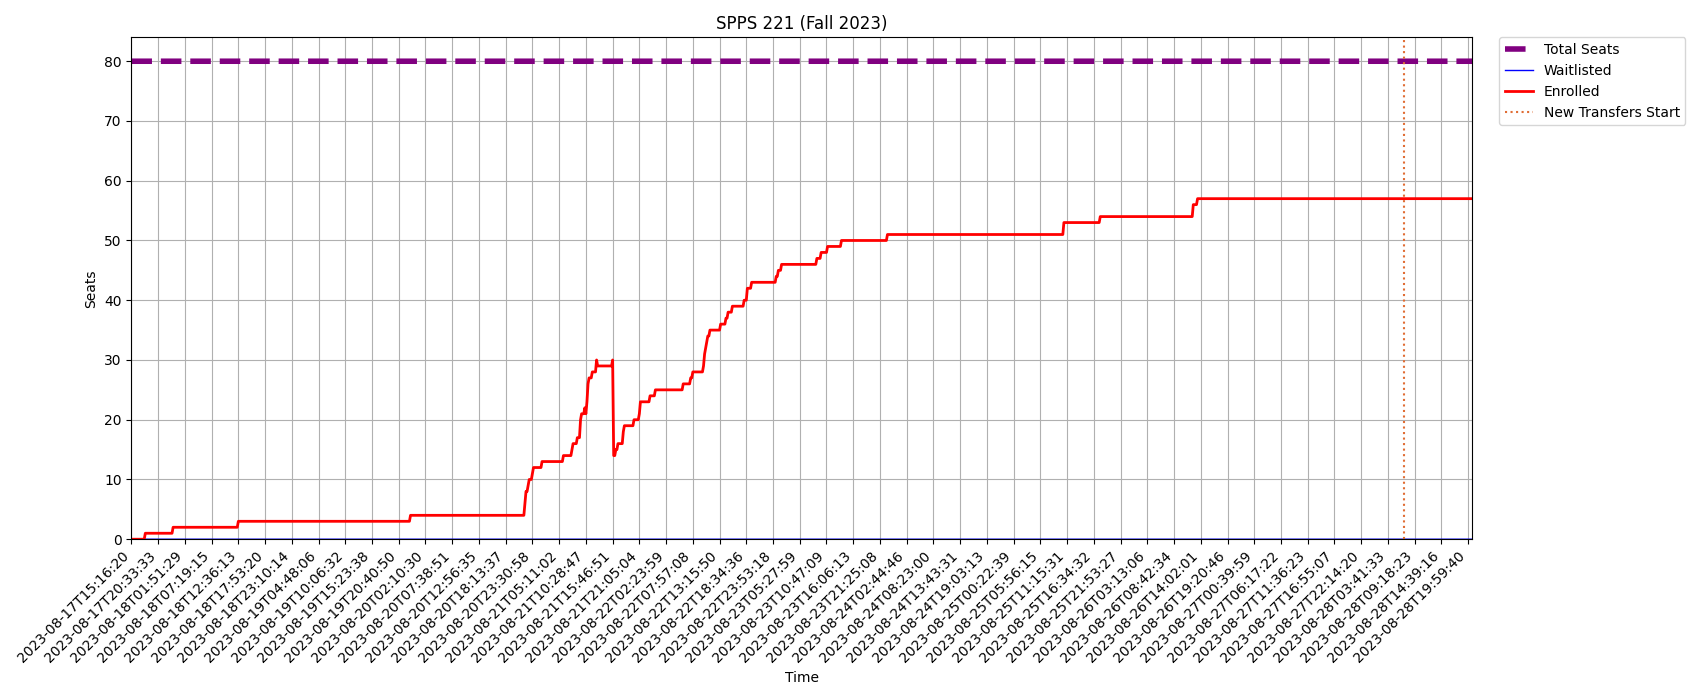 SPPS 221 (Fall 2023)
Total Seats
Waitlisted
Enrolled
New Transfers Start
80
70
60
50
40
30
20
10
0
Seats
2023-08-17T15:16:20
2023-08-17T20:33:33
2023-08-18T01:51:29
2023-08-18T07:19:15
2023-08-18T12:36:13
2023-08-18T17:53:20
2023-08-18T23:10:14
2023-08-19T04:48:06
2023-08-19T10:06:32
2023-08-19T15:23:38
2023-08-19T20:40:50
2023-08-20T02:10:30
2023-08-20T07:38:51
2023-08-20T12:56:35
2023-08-20T18:13:37
2023-08-20T23:30:58
2023-08-21T05:11:02
2023-08-21T10:28:47
2023-08-21T15:46:51
2023-08-21T21:05:04
2023-08-22T02:23:59
2023-08-22T07:57:08
2023-08-22T13:15:50
2023-08-22T18:34:36
2023-08-22T23:53:18
2023-08-23T05:27:59
2023-08-23T10:47:09
2023-08-23T16:06:13
2023-08-23T21:25:08
2023-08-24T02:44:46
2023-08-24T08:23:00
2023-08-24T13:43:31
2023-08-24T19:03:13
2023-08-25T00:22:39
2023-08-25T05:56:15
2023-08-25T11:15:31
2023-08-25T16:34:32
2023-08-25T21:53:27
2023-08-26T03:13:06
2023-08-26T08:42:34
2023-08-26T14:02:01
2023-08-26T19:20:46
2023-08-27T00:39:59
2023-08-27T06:17:22
2023-08-27T11:36:23
2023-08-27T16:55:07
2023-08-27T22:14:20
2023-08-28T03:41:33
2023-08-28T09:18:23
2023-08-28T14:39:16
2023-08-28T19:59:40
Time